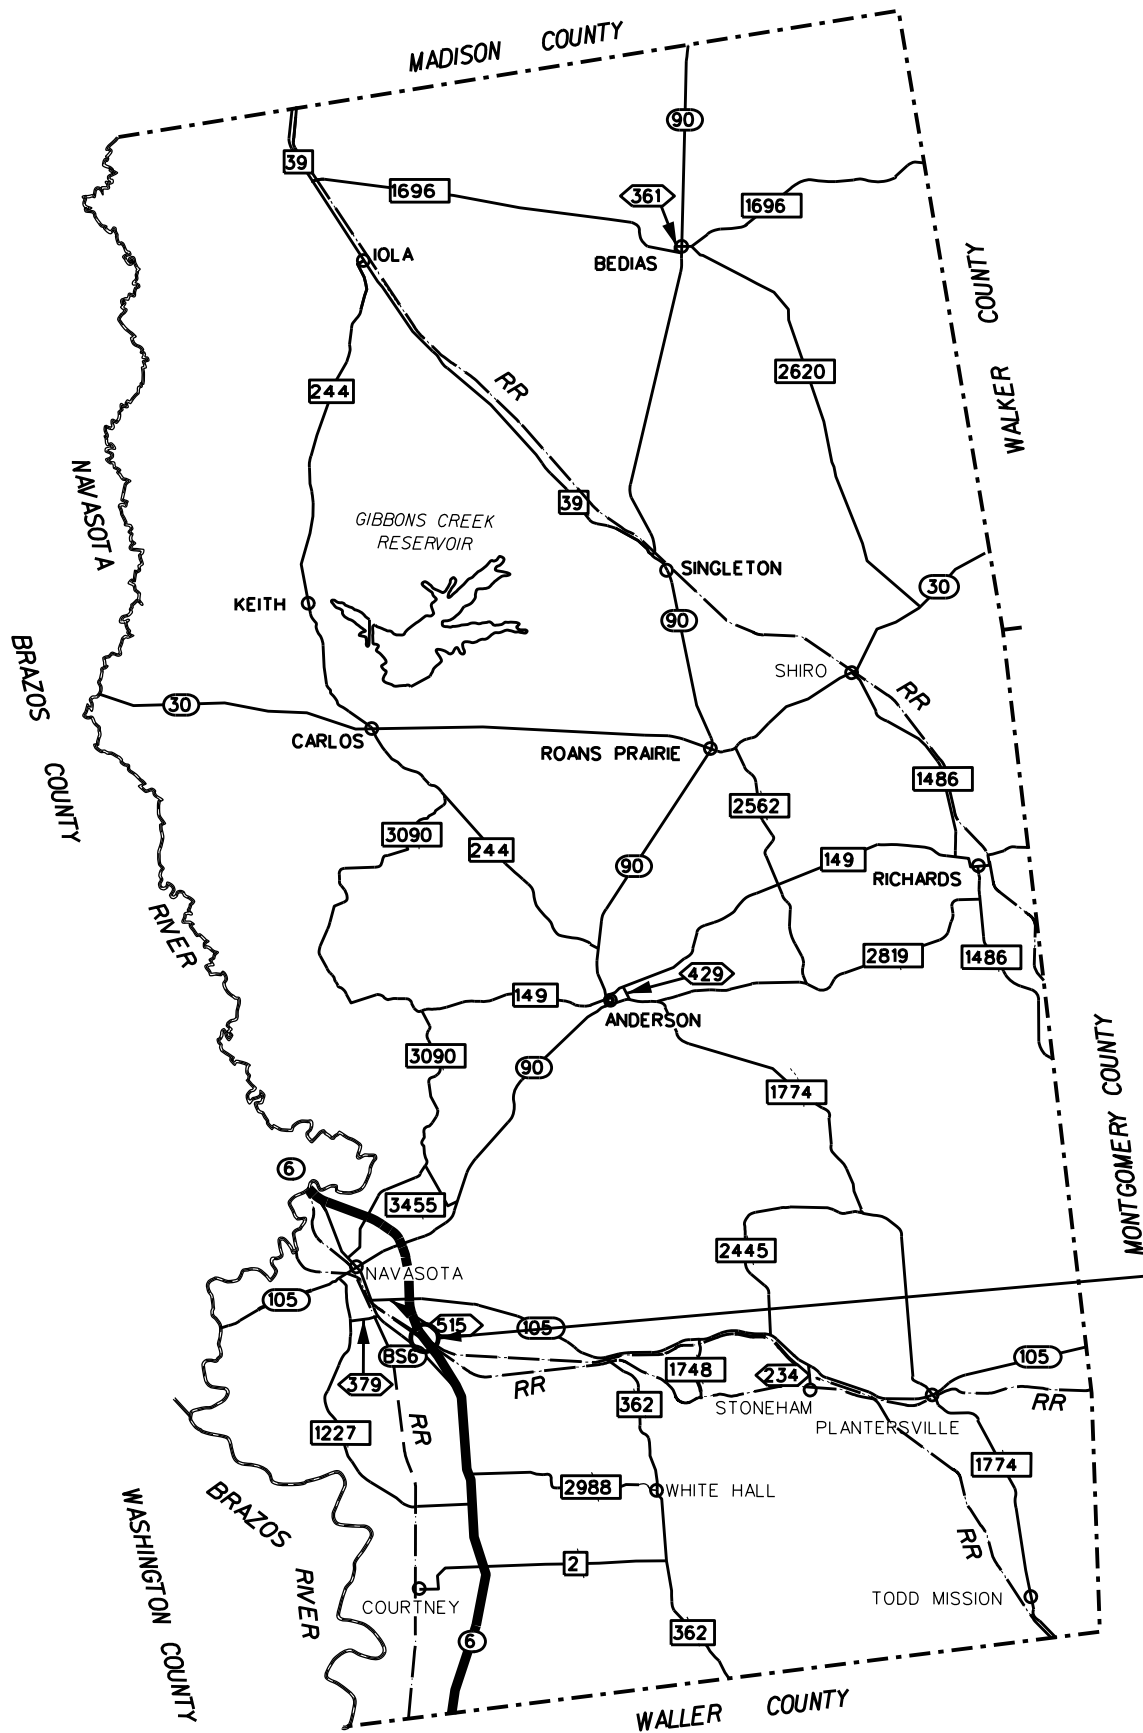 MADISON COUNTY
90
39
1696
361
1696
IOLA
BEDIAS
WALKER COUNTY
244
RR
2620
NAVASOTA
39
GIBBONS CREEK
RESERVOIR
SINGLETON
30
KEITH
90
SHIRO
RR
BRAZOS COUNTY
30
CARLOS
ROANS PRAIRIE
1486
2562
3090
244
90
149
RICHARDS
RIVER
2819
1486
429
149
ANDERSON
3090
90
1774
MONTGOMERY COUNTY
6
3455
2445
NAVASOTA
105
515
105
BS6
105
379
RR
1748
234
362
STONEHAM
RR
PLANTERSVILLE
1227
RR
1774
2988
WHITE HALL
BRAZOS
RIVER
WASHINGTON COUNTY
RR
2
COURTNEY
TODD MISSION
362
6
WALLER COUNTY